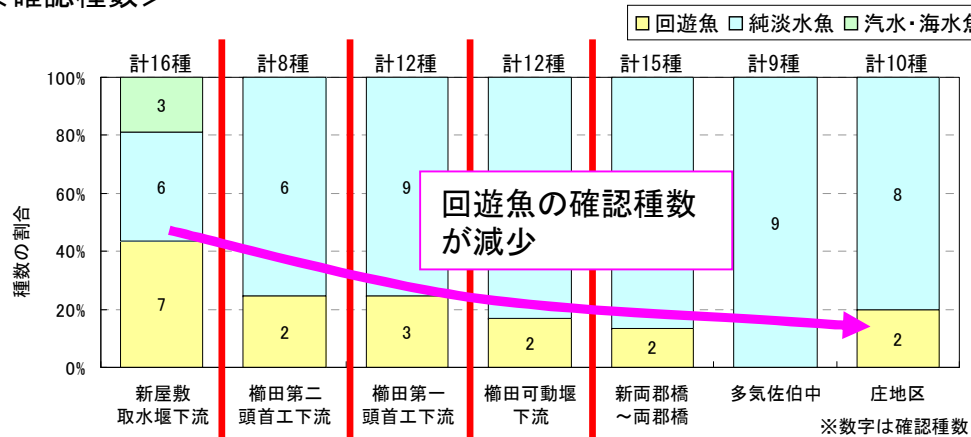 ＜確認種数＞
回遊魚 純淡水魚 汽水・海水魚
計16種 計8種 計12種 計12種 計15種 計9種 計10種
100%
80%
60%
40%
20%
0%
種数の割合
3
6 6 9 9 8
7 2 3 2 2 2
回遊魚の確認種数
が減少
新屋敷
取水堰下流
櫛田第二
頭首工下流
櫛田第一
頭首工下流
櫛田可動堰
下流
新両郡橋
～両郡橋
多気佐伯中
庄地区
※数字は確認種数